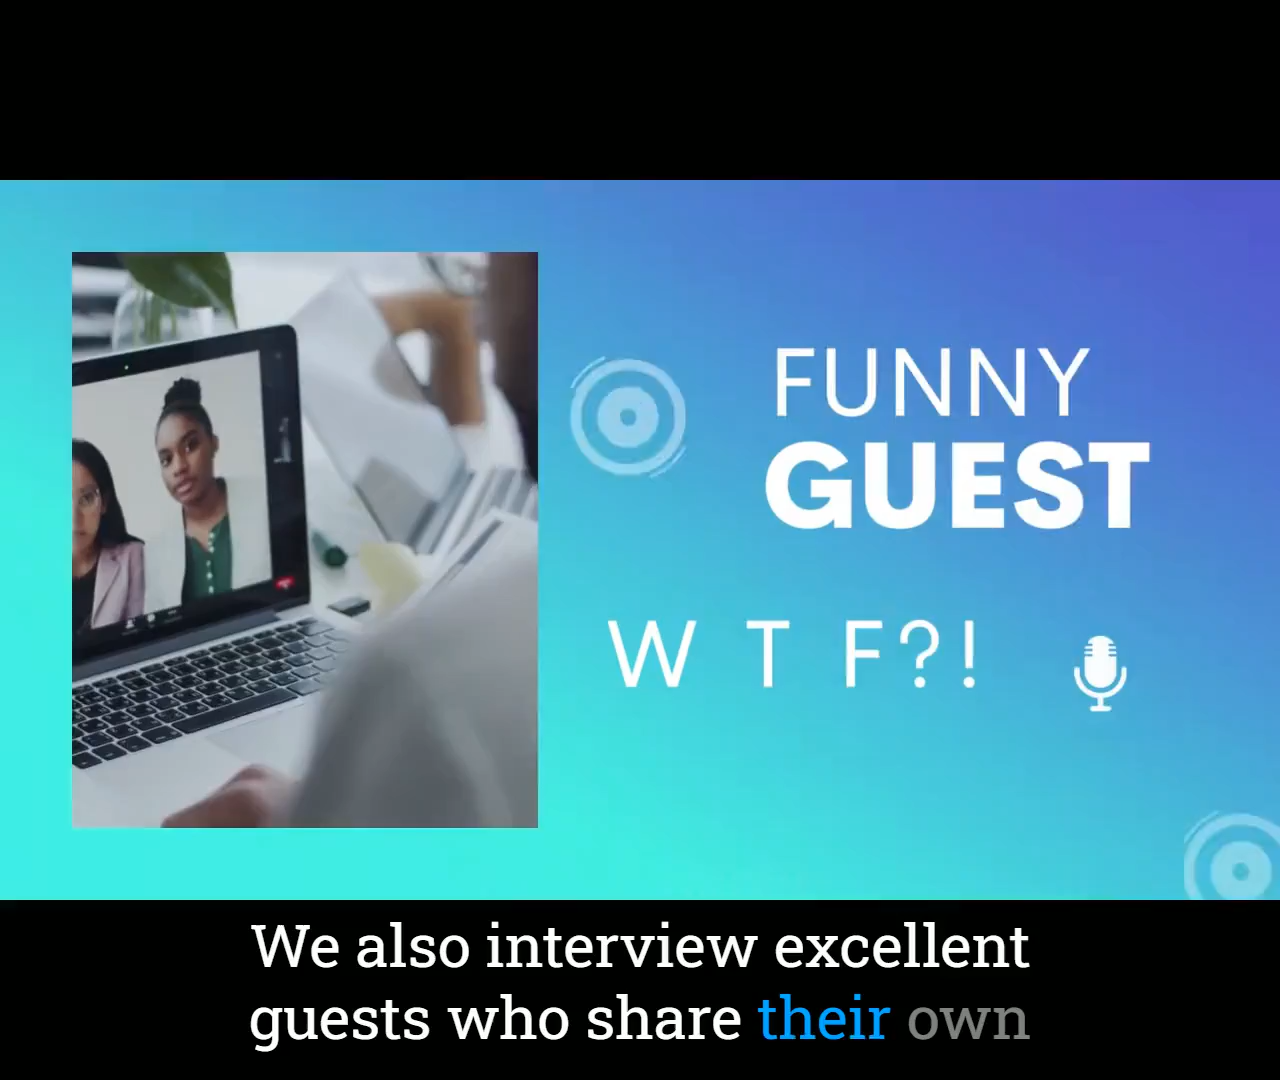 FUNNY
GUEST
W T F?!
We also interview excellent
guests who share their own